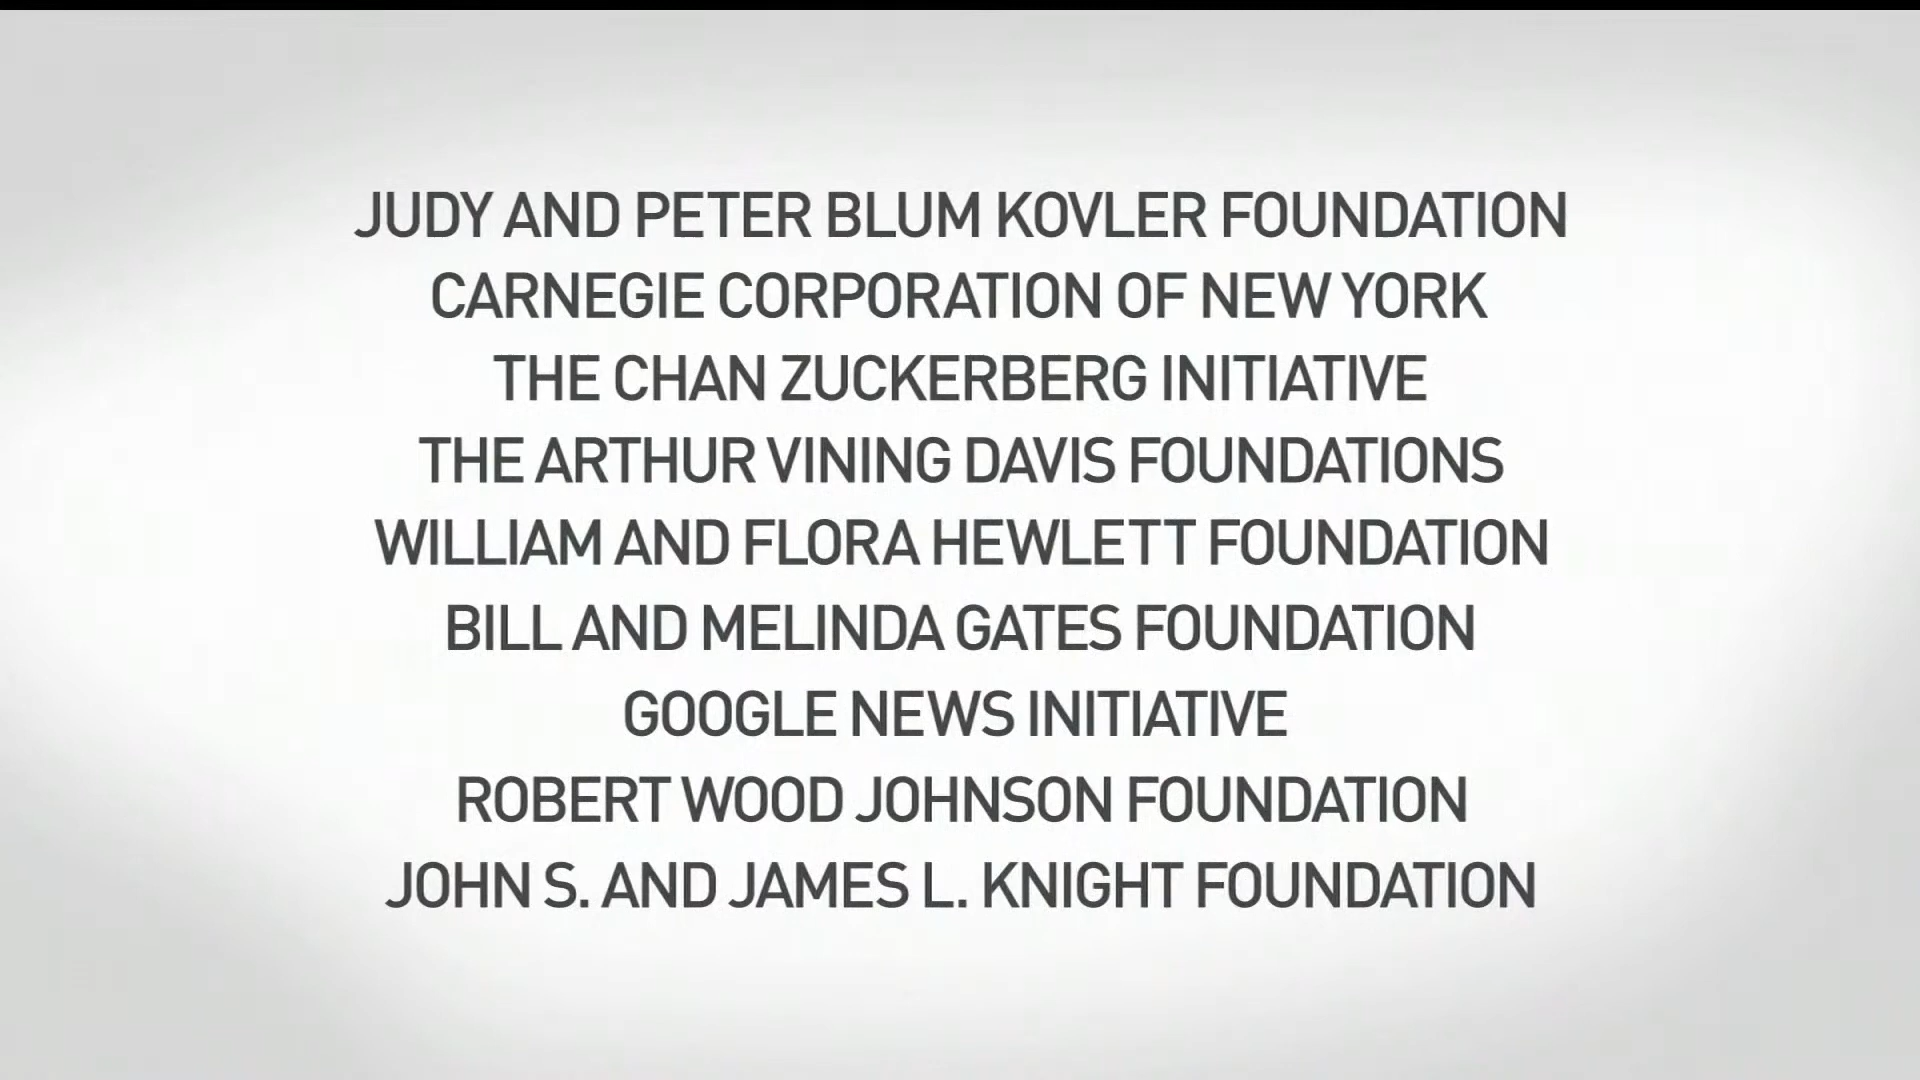 JUDY AND PETER BLUM KOVLER FOUNDATION
CARNEGIE CORPORATION OF NEW YORK
THE CHAN ZUCKERBERG INITIATIVE
THE ARTHUR VINING DAVIS FOUNDATIONS
WILLIAM AND FLORA HEWLETT FOUNDATION
BILL AND MELINDA GATES FOUNDATION
GOOGLE NEWS INITIATIVE
ROBERT WOOD JOHNSON FOUNDATION
JOHN S. AND JAMES L. KNIGHT FOUNDATION